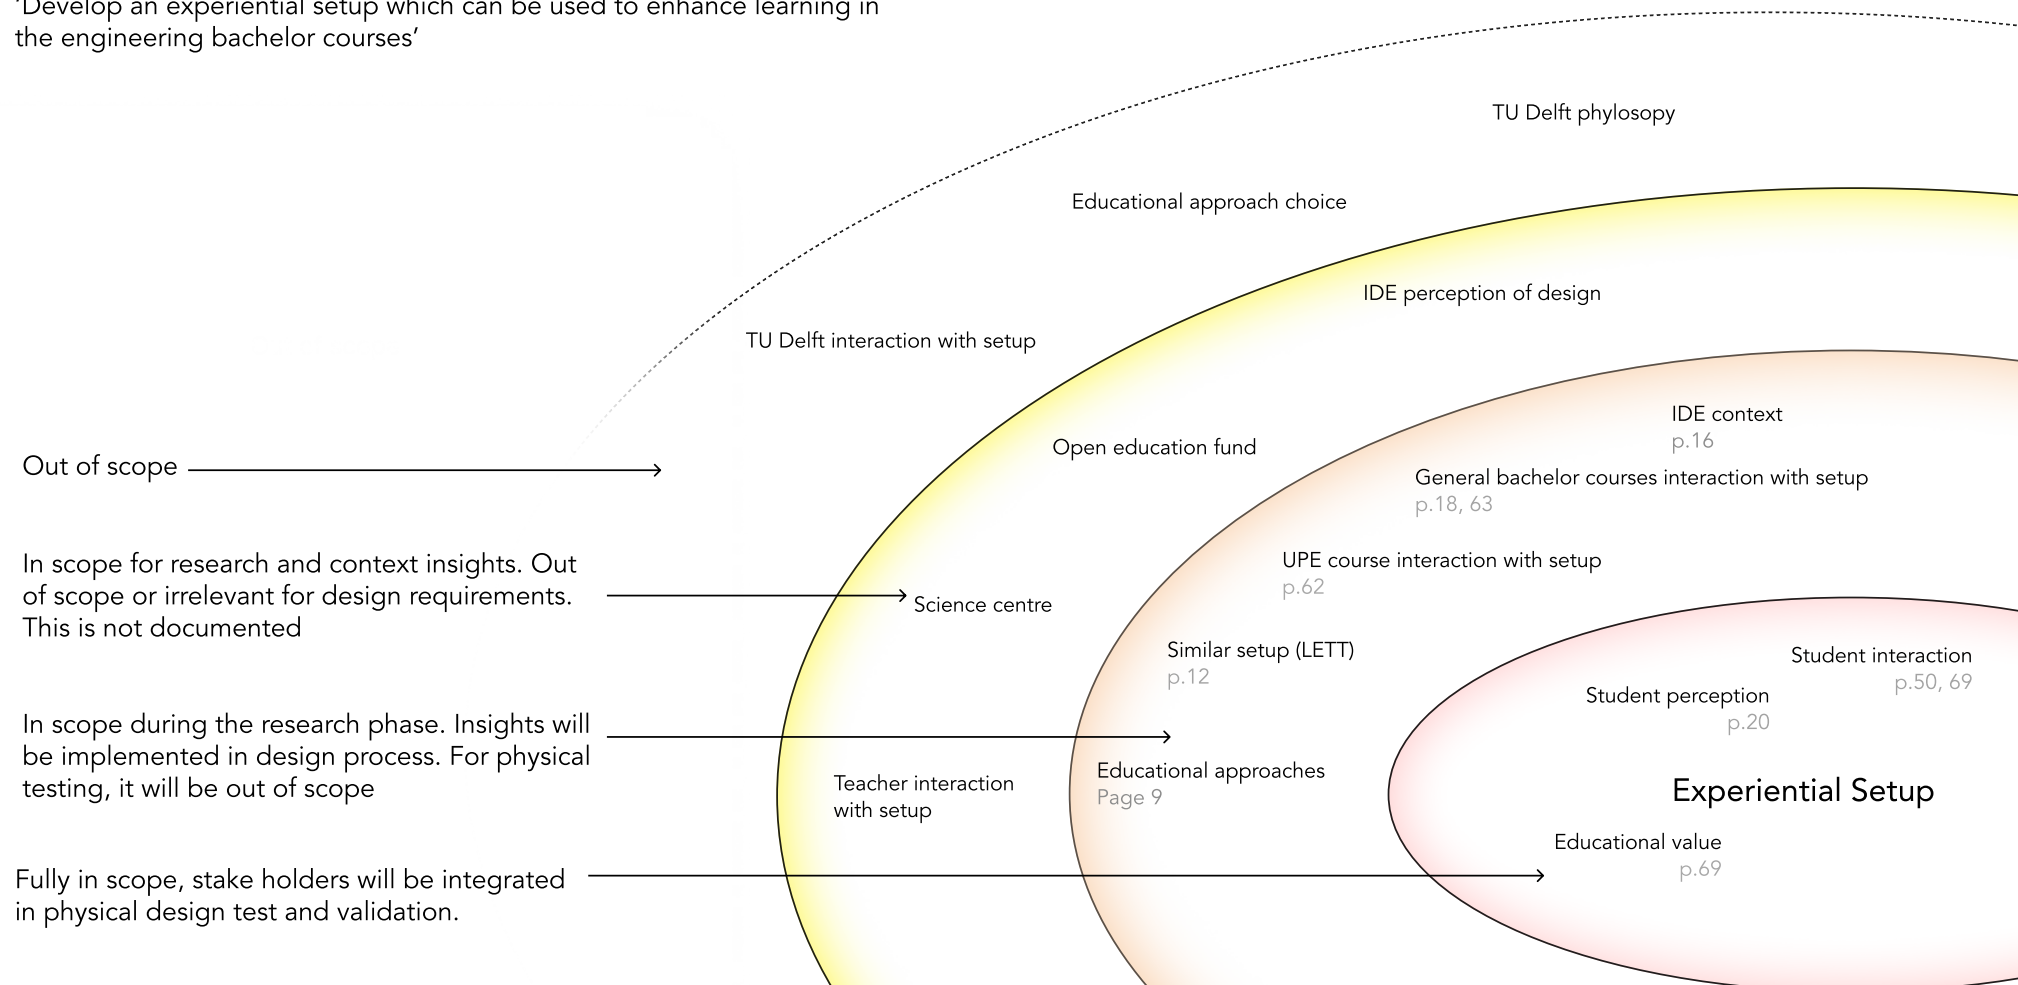 'Develop an experiential setup which can be used to enhance learning in
the engineering bachelor courses'
TU Delft phylosopy
Educational approach choice
IDE perception of design
TU Delft interaction with setup
IDE context
p.16
Open education fund
General bachelor courses interaction with setup
p.18, 63
Out of scope
UPE course interaction with setup
p.62
In scope for research and context insights. Out
of scope or irrelevant for design requirements.
This is not documented
Science centre
Similar setup (LETT)
p.12
Student interaction
p.50, 69
Student perception
p.20
In scope during the research phase. Insights will
be implemented in design process. For physical
testing, it will be out of scope
Teacher interaction
with setup
Educational approaches
Page 9
Experiential Setup
Educational value
p.69
Fully in scope, stake holders will be integrated
in physical design test and validation.